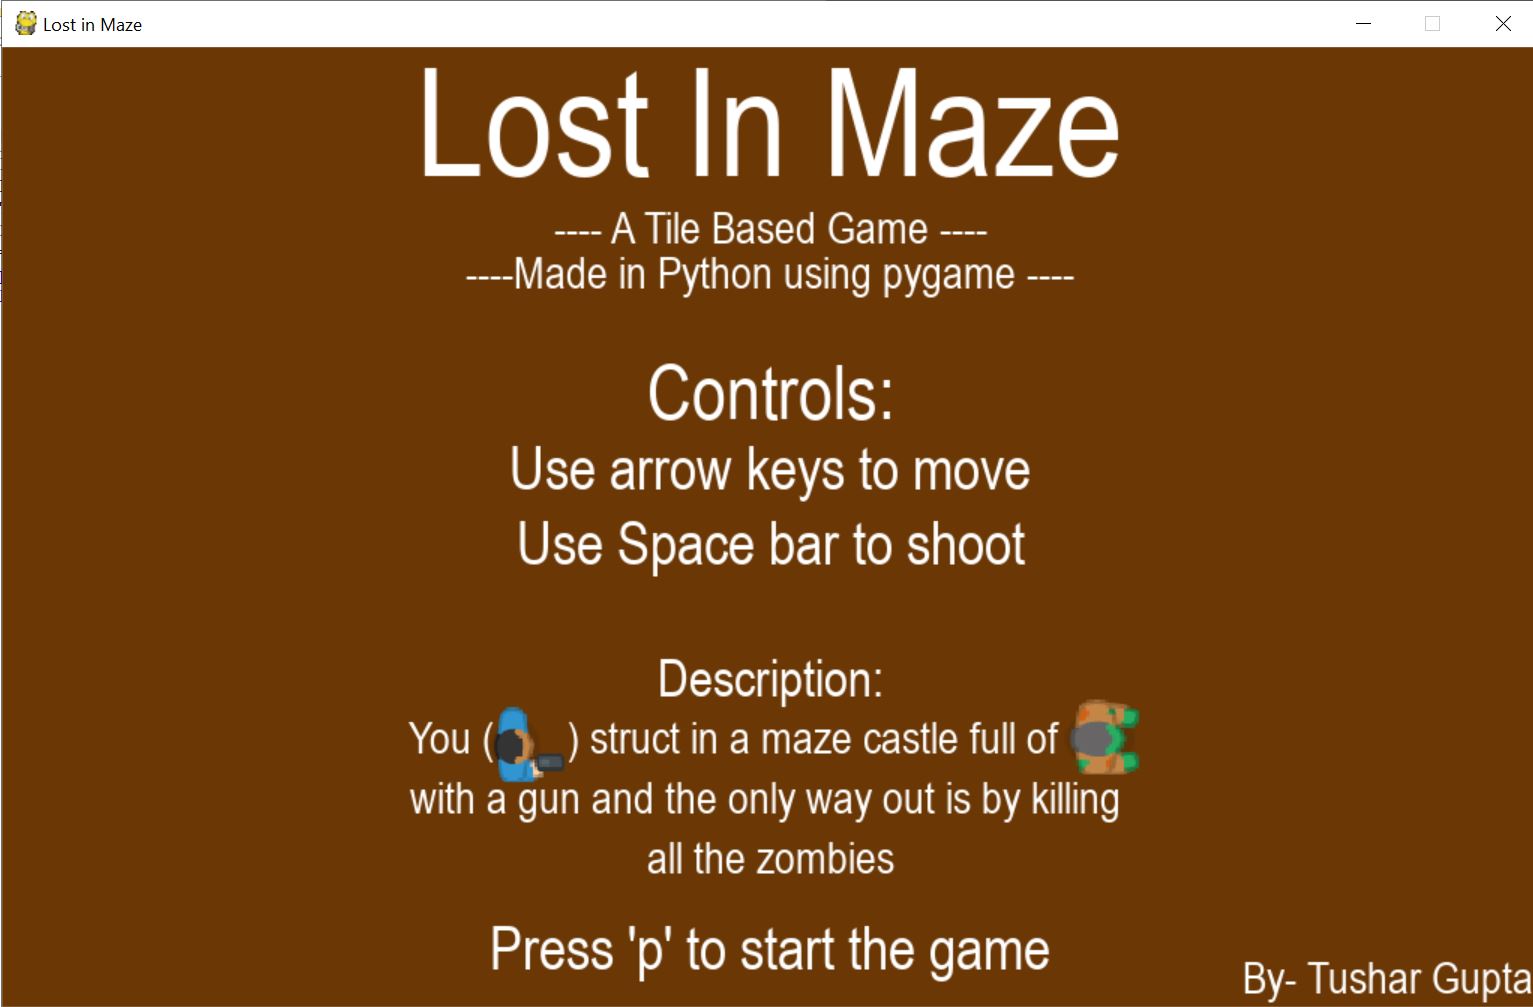 Lost in Maze
Lost In Maze
---- A Tile Based Game ----
----Made in Python using pygame ----
Controls:
Use arrow keys to move
Use Space bar to shoot
Description:
You ( ) struct in a maze castle full of
with a gun and the only way out is by killing
all the zombies
Press 'p' to start the game
By- Tushar Gupta